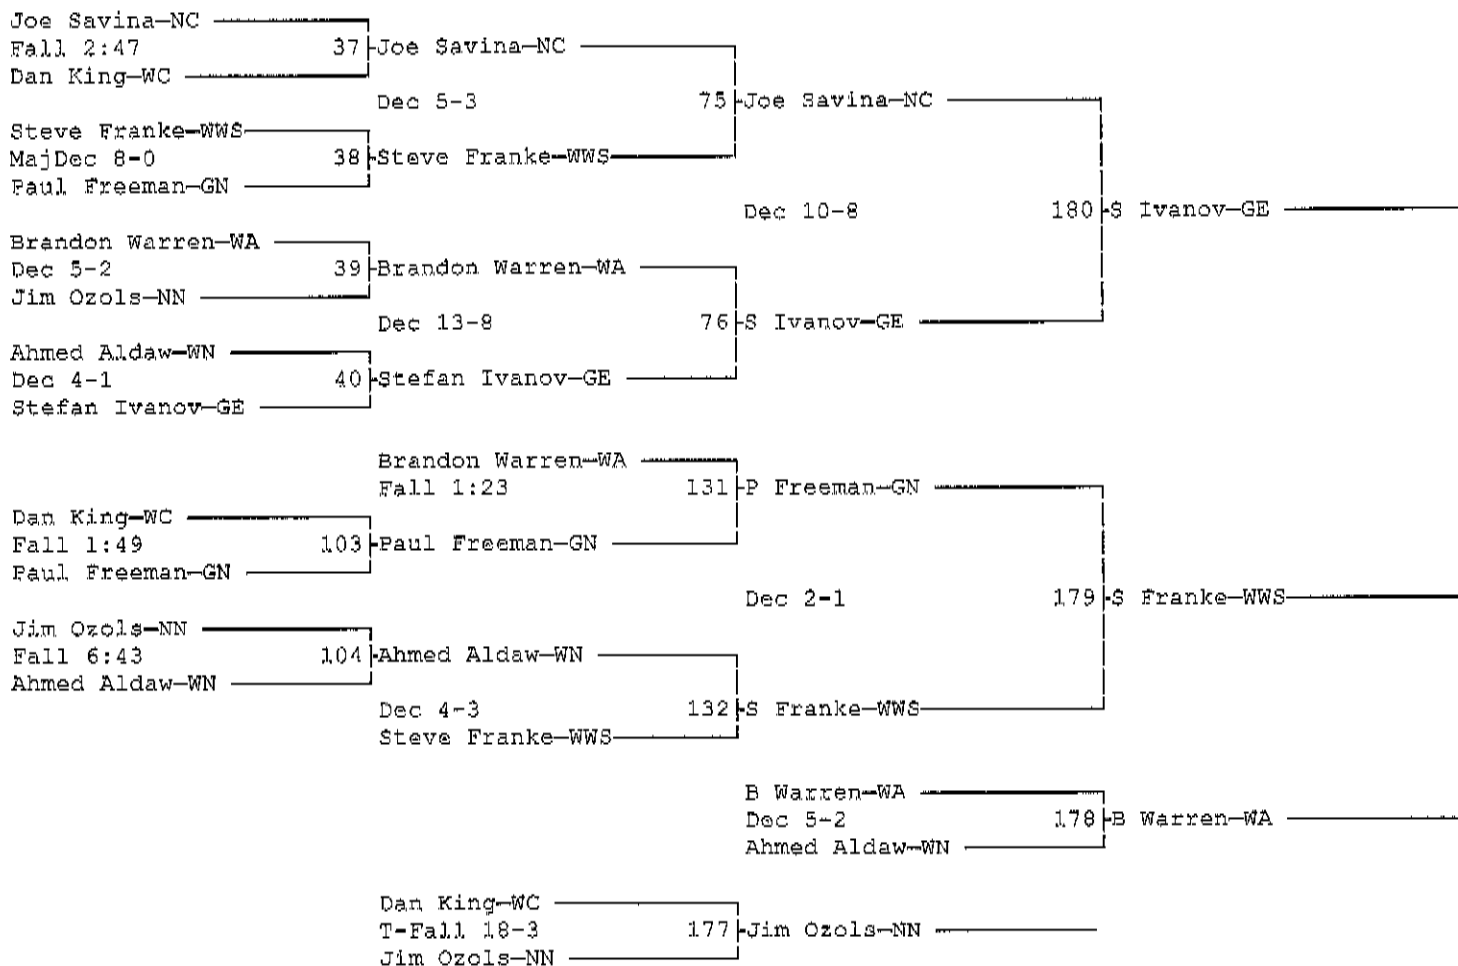 Joe Savina-NC
Fall 2:47 37 Joe Savina-NC
Dan King-WC
Dec 5-3 75 Joe Savina-NC
Steve Franke-WWS
MajDec 8-0 38 Steve Franke-WWS
Paul Freeman-GN
Dec 10-8 180 S Ivanov-GE
Brandon Warren-WA
Dec 5-2 39 Brandon Warren-WA
Jim Ozols-NN
Dec 13-8 76 S Ivanov-GE
Ahmed Aldaw-WN
Dec 4-1 40 Stefan Ivanov-GE
Stefan Ivanov-GE
Brandon Warren-WA
Fall 1:23 131 P Freeman-GN
Dan King-WC
Fall 1:49 103 Paul Freeman-GN
Paul Freeman-GN
Dec 2-1 179 S Franke-WWS
Jim Ozols-NN
Fall 6:43 104 Ahmed Aldaw-WN
Ahmed Aldaw-WN
Dec 4-3 132 S Franke-WWS
Steve Franke-WWS
B Warren-WA
Dec 5-2 178 B Warren-WA
Ahmed Aldaw-WN
Dan King-WC
T-Fall 18-3 177 Jim Ozols-NN
Jim Ozols-NN